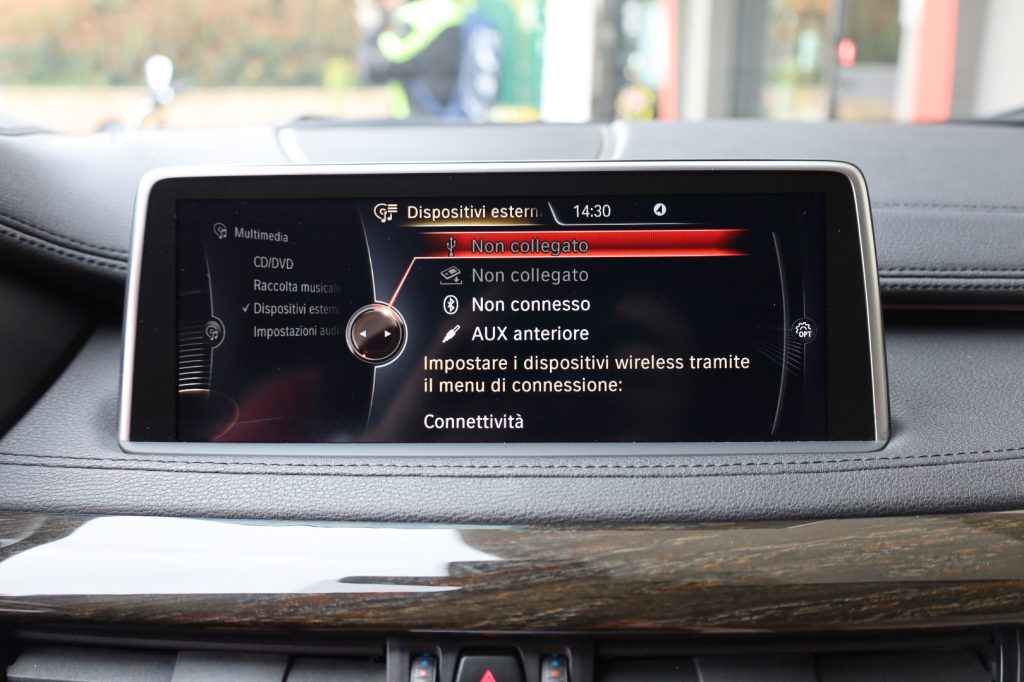 Multimedia
CD/DVD
Raccolta musicale
Dispositivi estern
Impostazioni audi
Dispositivi estern
14:30
Non collegato
Non collegato
Non connesso
AUX anteriore
Impostare i dispositivi wireless tramite
il menu di connessione:
Connettività
OPT